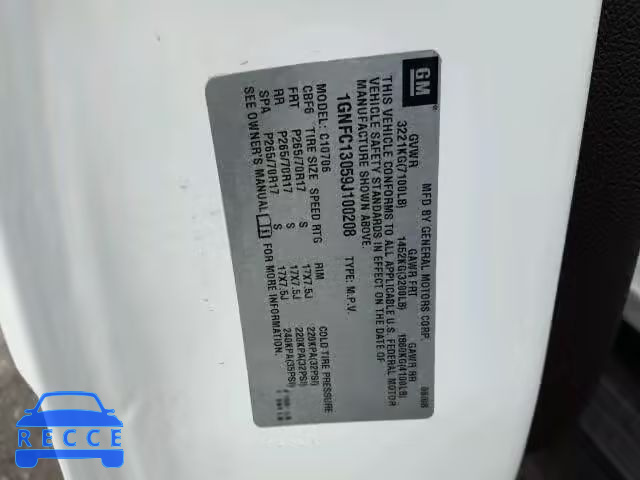 GM
MFD BY GENERAL MOTORS CORP. 08/08
GVWR GAWR FRT GAWR RR
3221KG(7100LB) 1452KG(3200LB) 1860KG(4100LB)
THIS VEHICLE CONFORMS TO ALL APPLICABLE U.S. FEDERAL MOTOR
VEHICLE SAFETY STANDARDS IN EFFECT ON THE DATE OF
MANUFACTURE SHOWN ABOVE.
1GNFC13059J100208 TYPE: M.P.V.
MODEL: C10706
CBF6 TIRE SIZE SPEED RTG RIM COLD TIRE PRESSURE
FRT P265/70R17 S 17X7.5J 220KPA(32PSI)
RR P265/70R17 S 17X7.5J 220KPA(32PSI)
SPA P265/70R17 S 17X7.5J 240KPA(35PSI)
SEE OWNER'S MANUAL FOR MORE INFORMATION.
RECCE